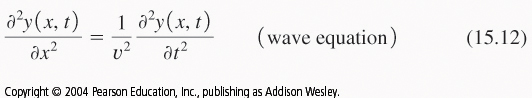 ∂²y(x, t)/∂x² = 1/v² ∂²y(x, t)/∂t² (wave equation) (15.12)
Copyright © 2004 Pearson Education, Inc., publishing as Addison Wesley.